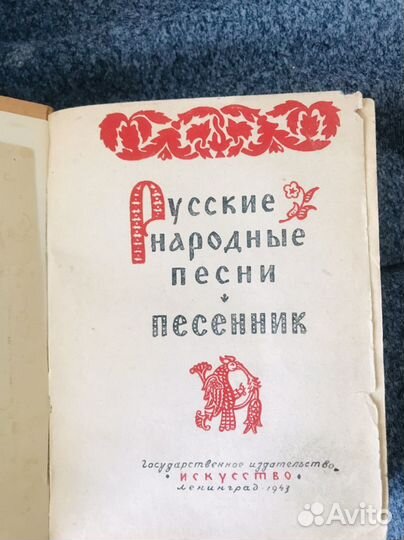 Русские
народные
песни
песенник
Государственное издательство
• искусство •
Ленинград • 1943
Avito